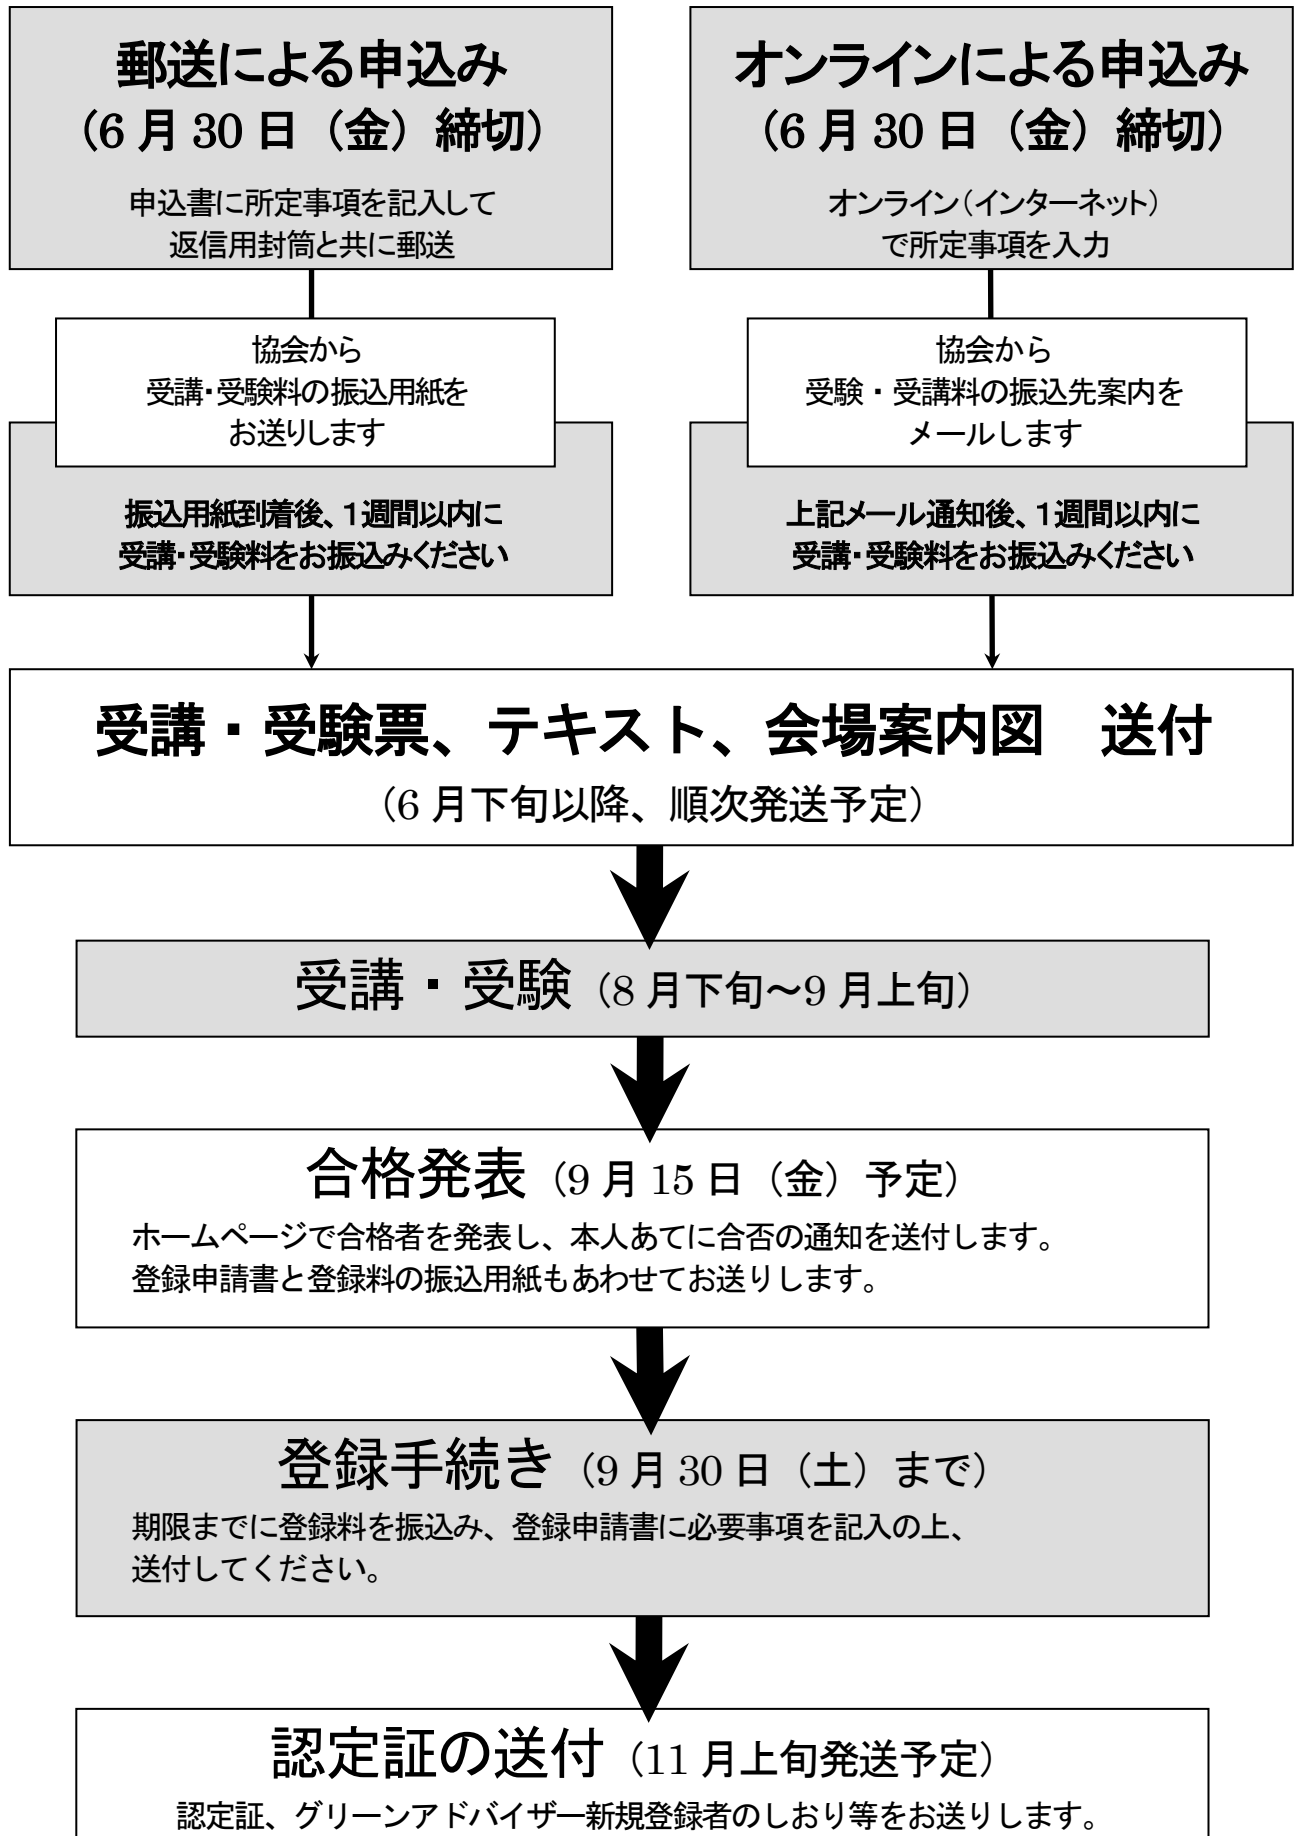 郵送による申込み
（6 月 30 日（金）締切）
申込書に所定事項を記入して
返信用封筒と共に郵送
協会から
受講・受験料の振込用紙を
お送りします
振込用紙到着後、1週間以内に
受講・受験料をお振込みください
オンラインによる申込み
（6 月 30 日（金）締切）
オンライン（インターネット）
で所定事項を入力
協会から
受験・受講料の振込先案内を
メールします
上記メール通知後、1週間以内に
受講・受験料をお振込みください
受講・受験票、テキスト、会場案内図　送付
（6 月下旬以降、順次発送予定）
受講・受験（8 月下旬～9 月上旬）
合格発表（9 月 15 日（金）予定）
ホームページで合格者を発表し、本人あてに合否の通知を送付します。
登録申請書と登録料の振込用紙もあわせてお送りします。
登録手続き（9 月 30 日（土）まで）
期限までに登録料を振込み、登録申請書に必要事項を記入の上、
送付してください。
認定証の送付（11 月上旬発送予定）
認定証、グリーンアドバイザー新規登録者のしおり等をお送りします。